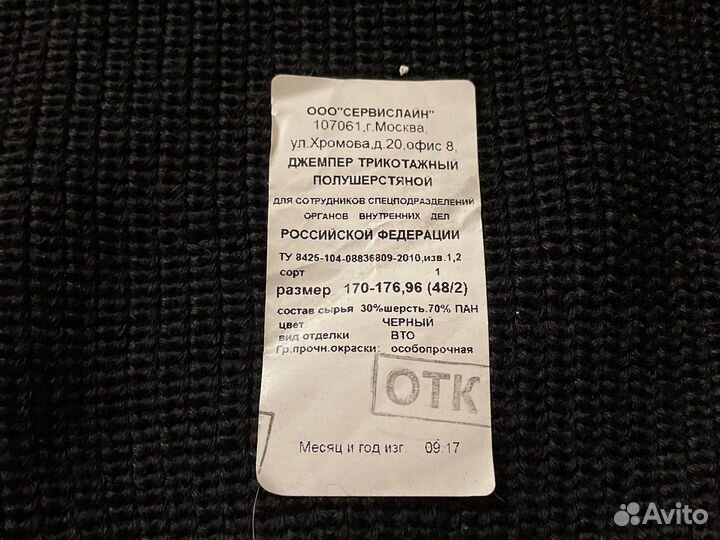 ООО"СЕРВИСЛАЙН"
107061,г.Москва,
ул.Хромова,д.20,офис 8,
ДЖЕМПЕР ТРИКОТАЖНЫЙ
ПОЛУШЕРСТЯНОЙ
ДЛЯ СОТРУДНИКОВ СПЕЦПОДРАЗДЕЛЕНИЙ
ОРГАНОВ ВНУТРЕННИХ ДЕЛ
РОССИЙСКОЙ ФЕДЕРАЦИИ
ТУ 8425-104-08836809-2010,изв.1,2
сорт 1
размер 170-176,96 (48/2)
состав сырья 30%шерсть.70% ПАН
цвет ЧЕРНЫЙ
вид отделки ВТО
Гр.прочн.окраски: особопрочная
ОТК
Месяц и год изг. 09.17
Avito